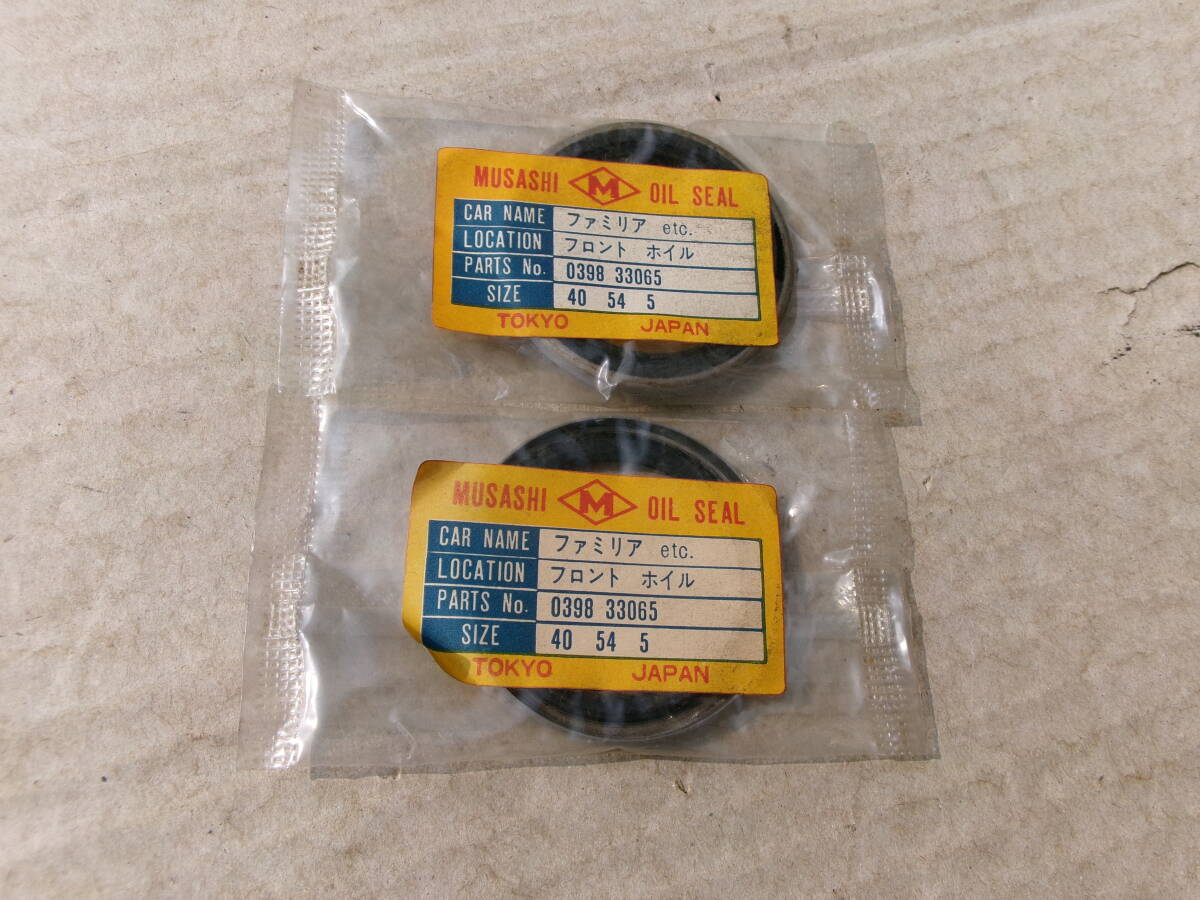 MUSASHI M OIL SEAL
CAR NAME ファミリア etc.
LOCATION フロント ホイル
PARTS No. 0398 33065
SIZE 40 54 5
TOKYO JAPAN
MUSASHI M OIL SEAL
CAR NAME ファミリア etc.
LOCATION フロント ホイル
PARTS No. 0398 33065
SIZE 40 54 5
TOKYO JAPAN